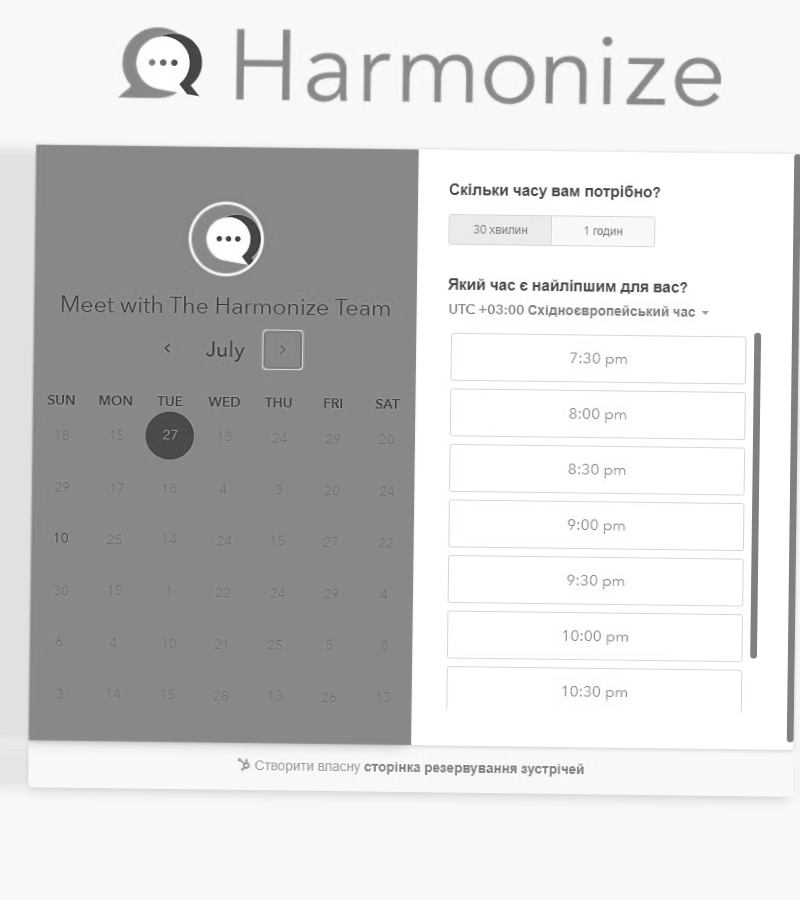 Harmonize
Meet with The Harmonize Team
July
SUN MON TUE WED THU FRI SAT
18 15 27 13 24 29 20
29 17 18 4 3 20 24
10 25 14 24 15 27 22
30 15 1 22 24 29 4
6 4 10 21 25 5 8
3 14 15 28 13 26 13
Скільки часу вам потрібно?
30 хвилин 1 годин
Який час є найліпшим для вас?
UTC +03:00 Східноєвропейський час
7:30 pm
8:00 pm
8:30 pm
9:00 pm
9:30 pm
10:00 pm
10:30 pm
Створити власну сторінка резервування зустрічей